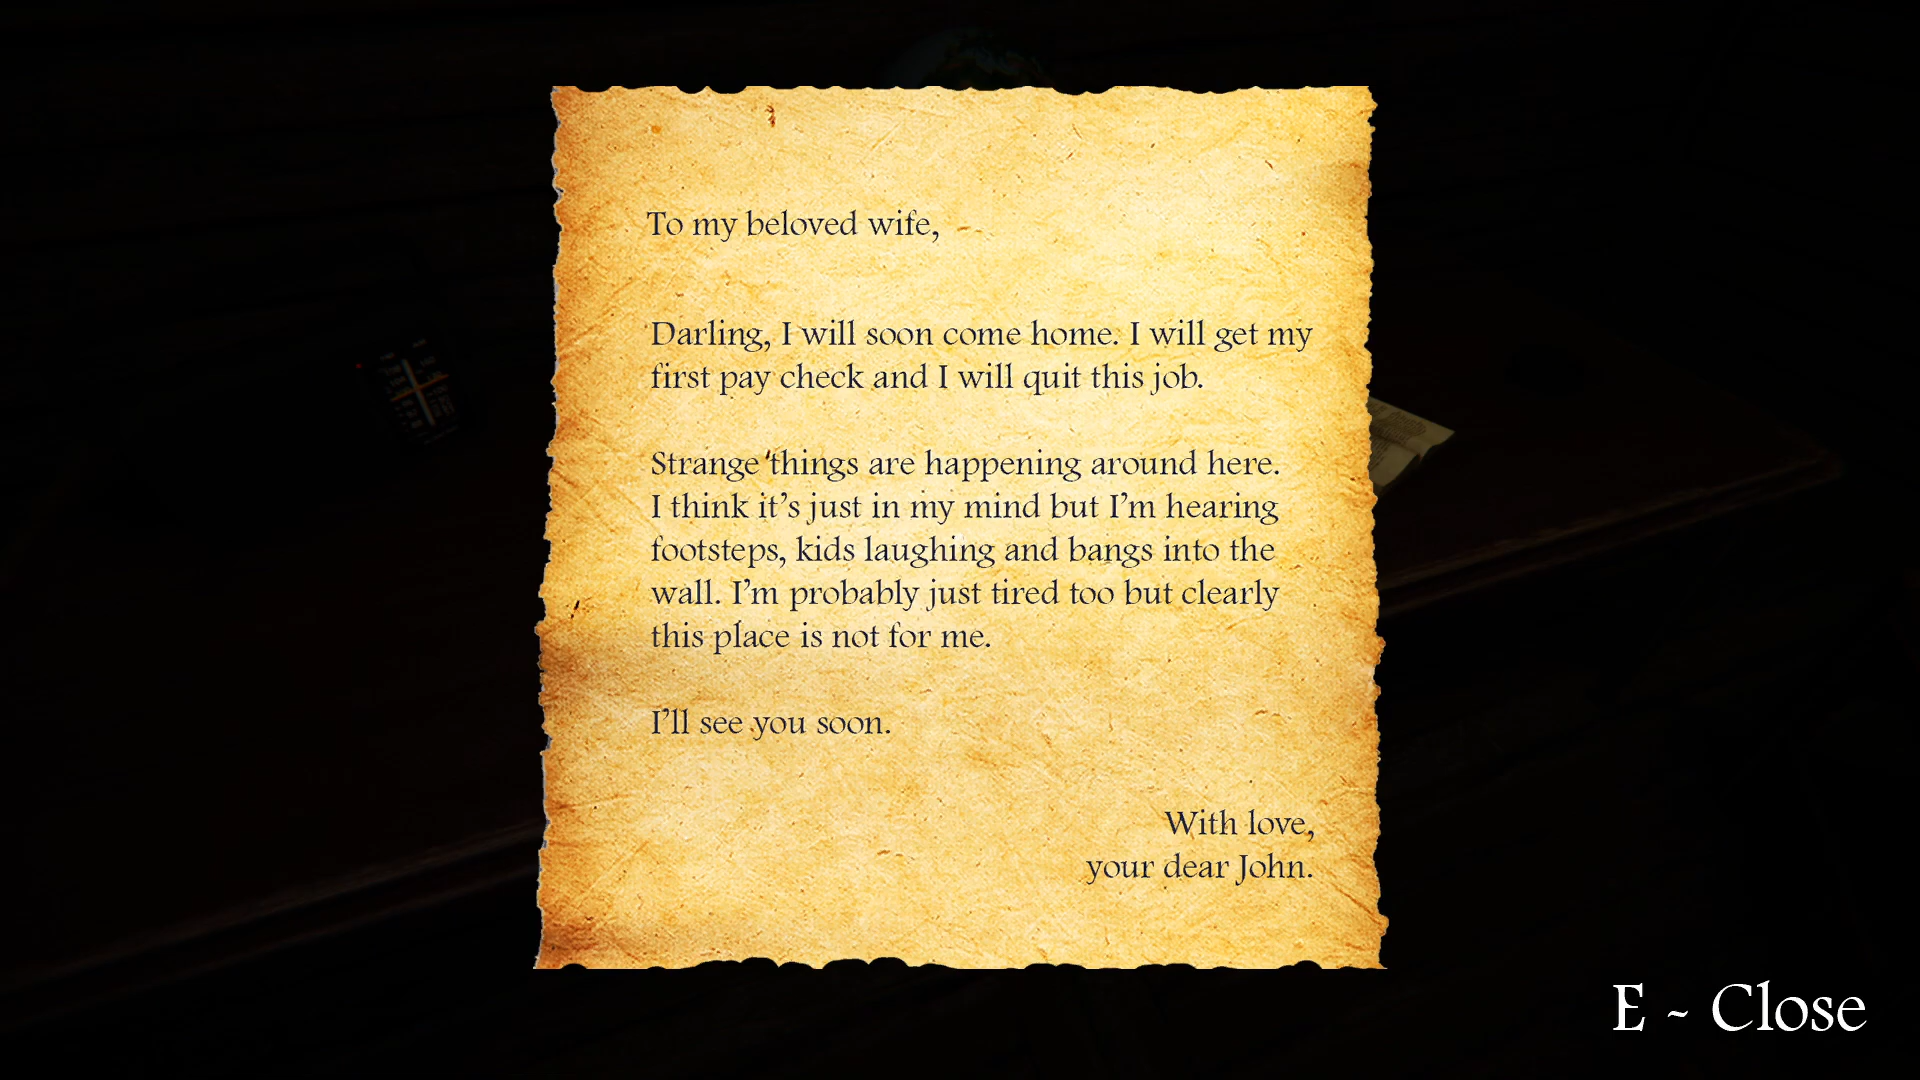 To my beloved wife,
Darling, I will soon come home. I will get my
first pay check and I will quit this job.
Strange things are happening around here.
I think it's just in my mind but I'm hearing
footsteps, kids laughing and bangs into the
wall. I'm probably just tired too but clearly
this place is not for me.
I'll see you soon.
With love,
your dear John.
E ~ Close